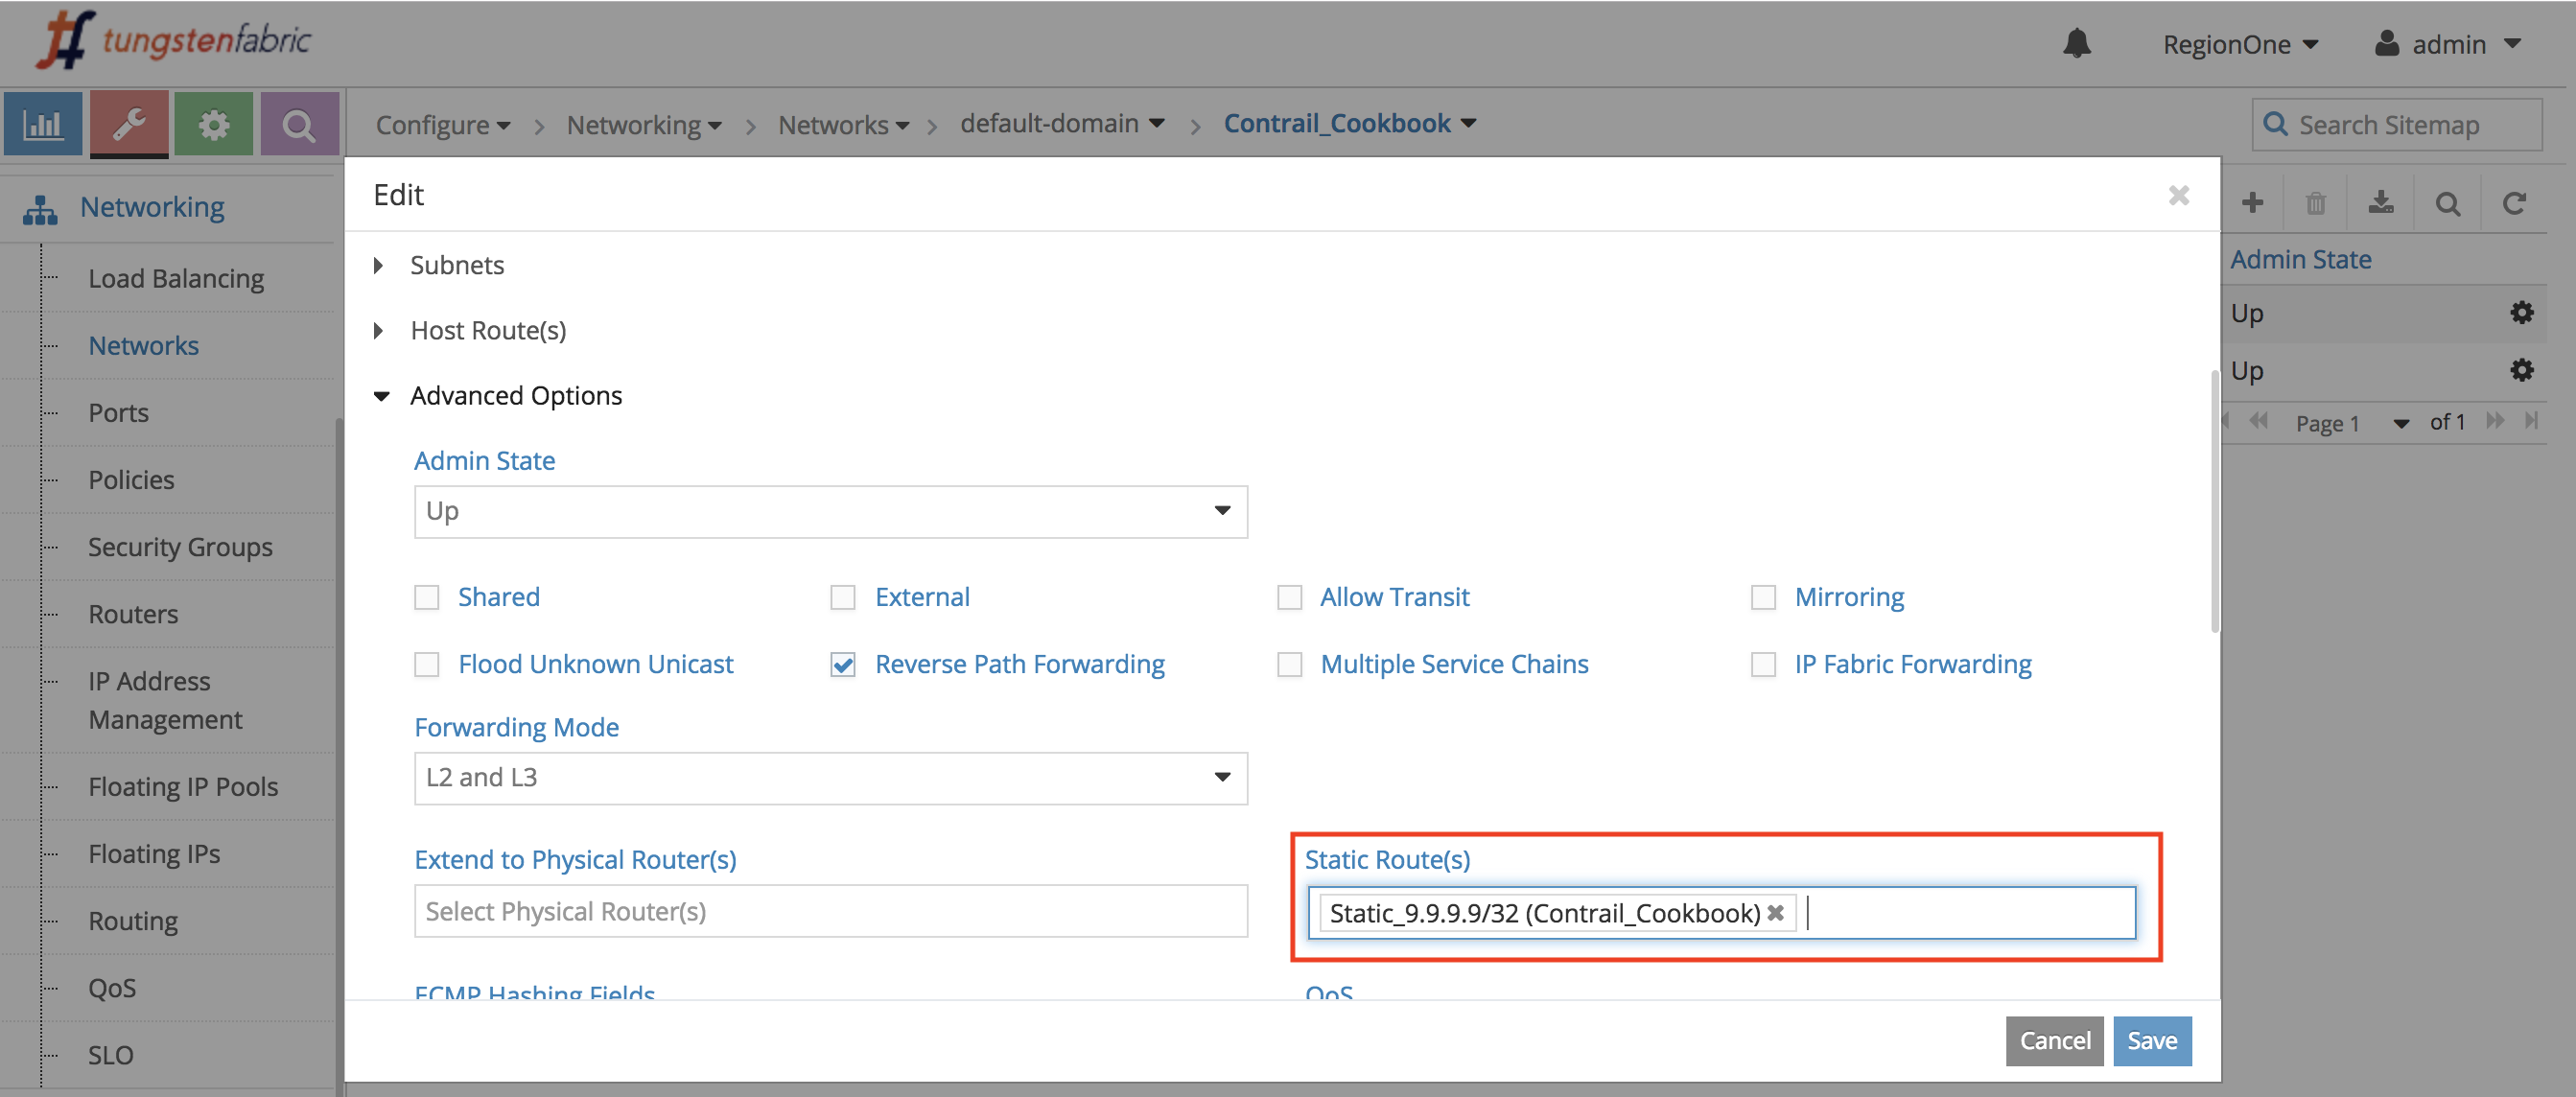 tungstenfabric
RegionOne
admin
Configure > Networking > Networks > default-domain > Contrail_Cookbook
Search Sitemap
Networking
Load Balancing
Networks
Ports
Policies
Security Groups
Routers
IP Address
Management
Floating IP Pools
Floating IPs
Routing
QoS
SLO
Edit
Subnets
Host Route(s)
Advanced Options
Admin State
Up
Shared
External
Allow Transit
Mirroring
Flood Unknown Unicast
Reverse Path Forwarding
Multiple Service Chains
IP Fabric Forwarding
Forwarding Mode
L2 and L3
Extend to Physical Router(s)
Select Physical Router(s)
Static Route(s)
Static_9.9.9.9/32 (Contrail_Cookbook)
ECMP Hashing Fields
QoS
Cancel
Save
Admin State
Up
Up
Page 1 of 1